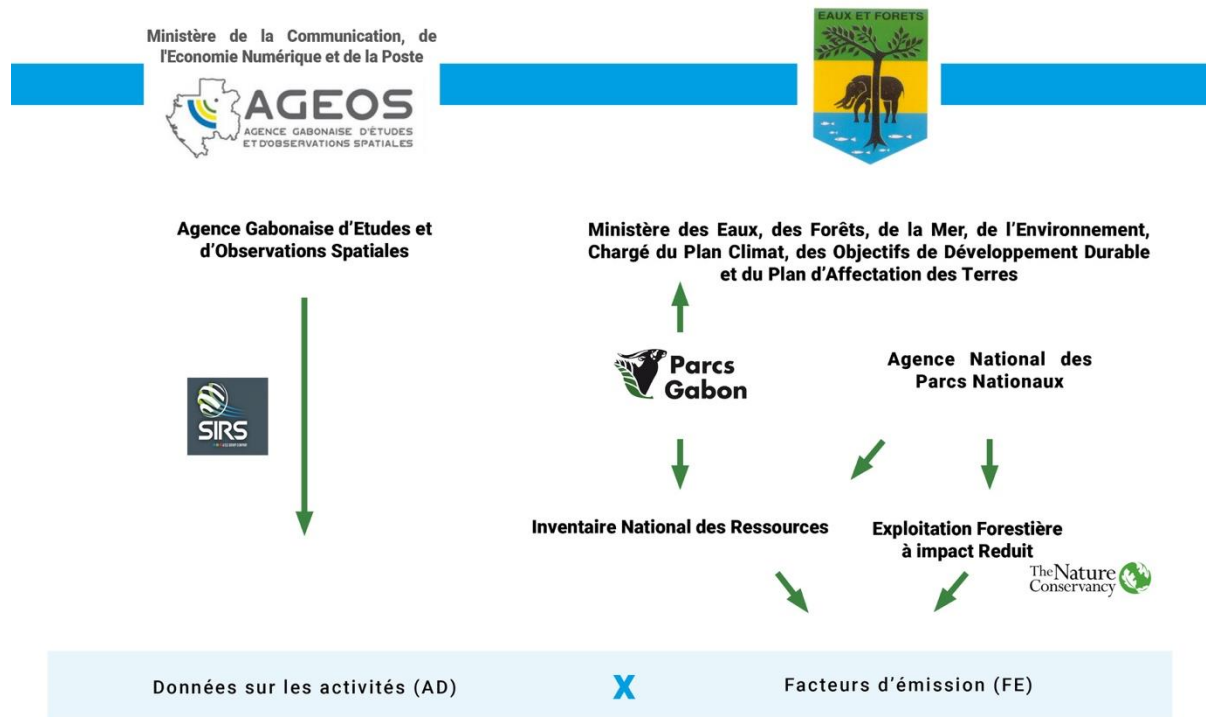 Ministère de la Communication, de
l'Economie Numérique et de la Poste
AGEOS
AGENCE GABONAISE D'ÉTUDES
ET D'OBSERVATIONS SPATIALES
EAUX ET FORETS
Agence Gabonaise d'Etudes et
d'Observations Spatiales
Ministère des Eaux, des Forêts, de la Mer, de l'Environnement,
Chargé du Plan Climat, des Objectifs de Développement Durable
et du Plan d'Affectation des Terres
Parcs
Gabon
Agence National des
Parcs Nationaux
SIRS
Inventaire National des Ressources
Exploitation Forestière
à impact Reduit
The Nature
Conservancy
Données sur les activités (AD)
X
Facteurs d'émission (FE)